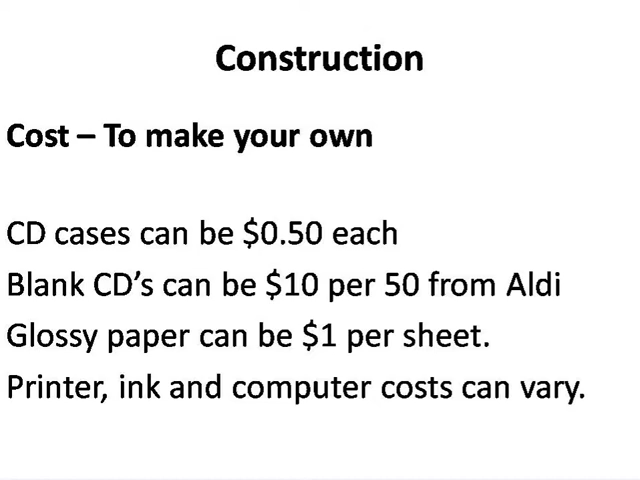 Construction
Cost – To make your own
CD cases can be $0.50 each
Blank CD’s can be $10 per 50 from Aldi
Glossy paper can be $1 per sheet.
Printer, ink and computer costs can vary.